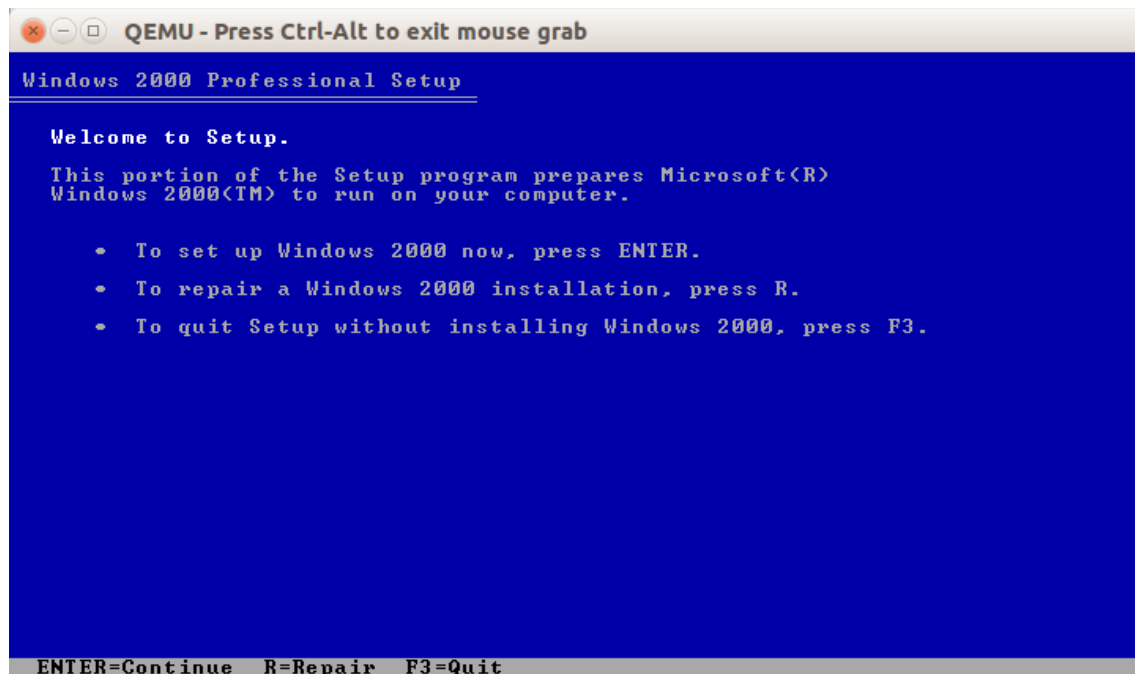 QEMU - Press Ctrl-Alt to exit mouse grab
Windows 2000 Professional Setup
Welcome to Setup.
This portion of the Setup program prepares Microsoft(R)
Windows 2000(TM) to run on your computer.
• To set up Windows 2000 now, press ENTER.
• To repair a Windows 2000 installation, press R.
• To quit Setup without installing Windows 2000, press F3.
ENTER=Continue R=Repair F3=Quit